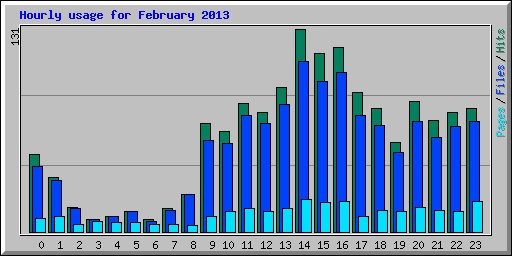 Hourly usage for February 2013
131
Pages/Files/Hits
0 1 2 3 4 5 6 7 8 9 10 11 12 13 14 15 16 17 18 19 20 21 22 23